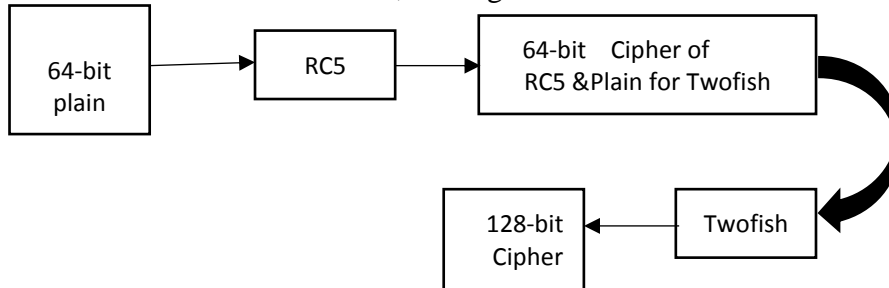 64-bit
plain
RC5
64-bit Cipher of
RC5 &Plain for Twofish
128-bit
Cipher
Twofish